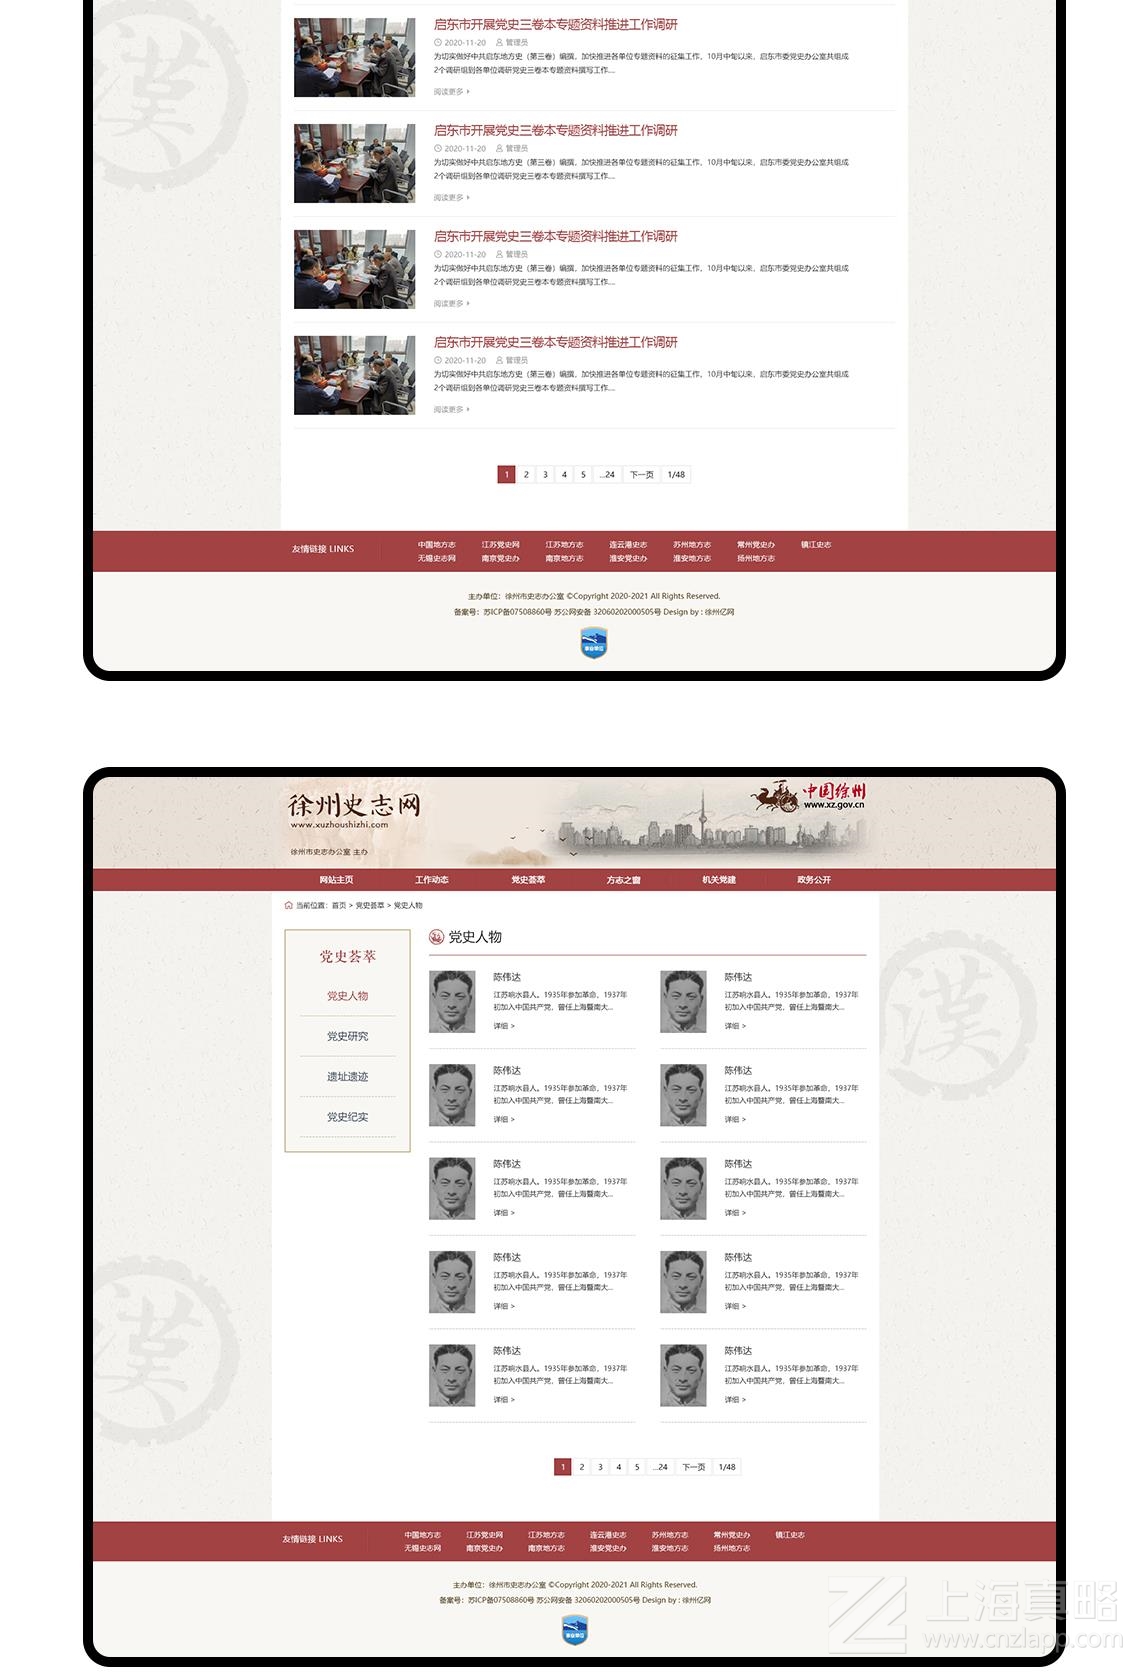 漢
启东市开展党史三卷本专题资料推进工作调研
2020-11-20 管理员
为切实做好中共启东地方史（第三卷）编撰，加快推进各单位专题资料的征集工作，10月中旬以来，启东市委党史办公室共组成
2个调研组到各单位调研党史三卷本专题资料撰写工作....
阅读更多
启东市开展党史三卷本专题资料推进工作调研
2020-11-20 管理员
为切实做好中共启东地方史（第三卷）编撰，加快推进各单位专题资料的征集工作，10月中旬以来，启东市委党史办公室共组成
2个调研组到各单位调研党史三卷本专题资料撰写工作....
阅读更多
启东市开展党史三卷本专题资料推进工作调研
2020-11-20 管理员
为切实做好中共启东地方史（第三卷）编撰，加快推进各单位专题资料的征集工作，10月中旬以来，启东市委党史办公室共组成
2个调研组到各单位调研党史三卷本专题资料撰写工作....
阅读更多
启东市开展党史三卷本专题资料推进工作调研
2020-11-20 管理员
为切实做好中共启东地方史（第三卷）编撰，加快推进各单位专题资料的征集工作，10月中旬以来，启东市委党史办公室共组成
2个调研组到各单位调研党史三卷本专题资料撰写工作....
阅读更多
1 2 3 4 5 ...24 下一页 1/48
友情链接 LINKS
中国地方志 江苏党史网 江苏地方志 连云港史志 苏州地方志 常州党史办 镇江史志
无锡史志网 南京党史办 南京地方志 淮安党史办 淮安地方志 扬州地方志
主办单位：徐州市史志办公室 ©Copyright 2020-2021 All Rights Reserved.
备案号：苏ICP备07508860号 苏公网安备 32060202000505号 Design by : 徐州亿网
事业单位
徐州史志网
www.xuzhoushizhi.com
徐州市史志办公室 主办
中国徐州
www.xz.gov.cn
网站主页 工作动态 党史荟萃 方志之窗 机关党建 政务公开
当前位置：首页 > 党史荟萃 > 党史人物
党史荟萃
党史人物
党史研究
遗址遗迹
党史纪实
党史人物
陈伟达 陈伟达
江苏响水县人。1935年参加革命，1937年 江苏响水县人。1935年参加革命，1937年
初加入中国共产党，曾任上海暨南大... 初加入中国共产党，曾任上海暨南大...
详细 > 详细 >
陈伟达 陈伟达
江苏响水县人。1935年参加革命，1937年 江苏响水县人。1935年参加革命，1937年
初加入中国共产党，曾任上海暨南大... 初加入中国共产党，曾任上海暨南大...
详细 > 详细 >
陈伟达 陈伟达
江苏响水县人。1935年参加革命，1937年 江苏响水县人。1935年参加革命，1937年
初加入中国共产党，曾任上海暨南大... 初加入中国共产党，曾任上海暨南大...
详细 > 详细 >
陈伟达 陈伟达
江苏响水县人。1935年参加革命，1937年 江苏响水县人。1935年参加革命，1937年
初加入中国共产党，曾任上海暨南大... 初加入中国共产党，曾任上海暨南大...
详细 > 详细 >
陈伟达 陈伟达
江苏响水县人。1935年参加革命，1937年 江苏响水县人。1935年参加革命，1937年
初加入中国共产党，曾任上海暨南大... 初加入中国共产党，曾任上海暨南大...
详细 > 详细 >
漢
漢
1 2 3 4 5 ...24 下一页 1/48
友情链接 LINKS
中国地方志 江苏党史网 江苏地方志 连云港史志 苏州地方志 常州党史办 镇江史志
无锡史志网 南京党史办 南京地方志 淮安党史办 淮安地方志 扬州地方志
主办单位：徐州市史志办公室 ©Copyright 2020-2021 All Rights Reserved.
备案号：苏ICP备07508860号 苏公网安备 32060202000505号 Design by : 徐州亿网
事业单位
上海真略
www.cnzlapp.com